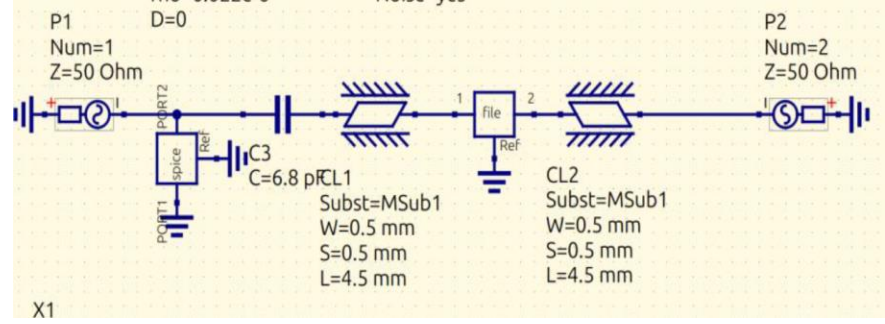 P1
Num=1
Z=50 Ohm
D=0
P2
Num=2
Z=50 Ohm
PORT2
spice
Ref
PORT1
C3
C=6.8 pF
1
file
2
Ref
CL1
Subst=MSub1
W=0.5 mm
S=0.5 mm
L=4.5 mm
CL2
Subst=MSub1
W=0.5 mm
S=0.5 mm
L=4.5 mm
X1